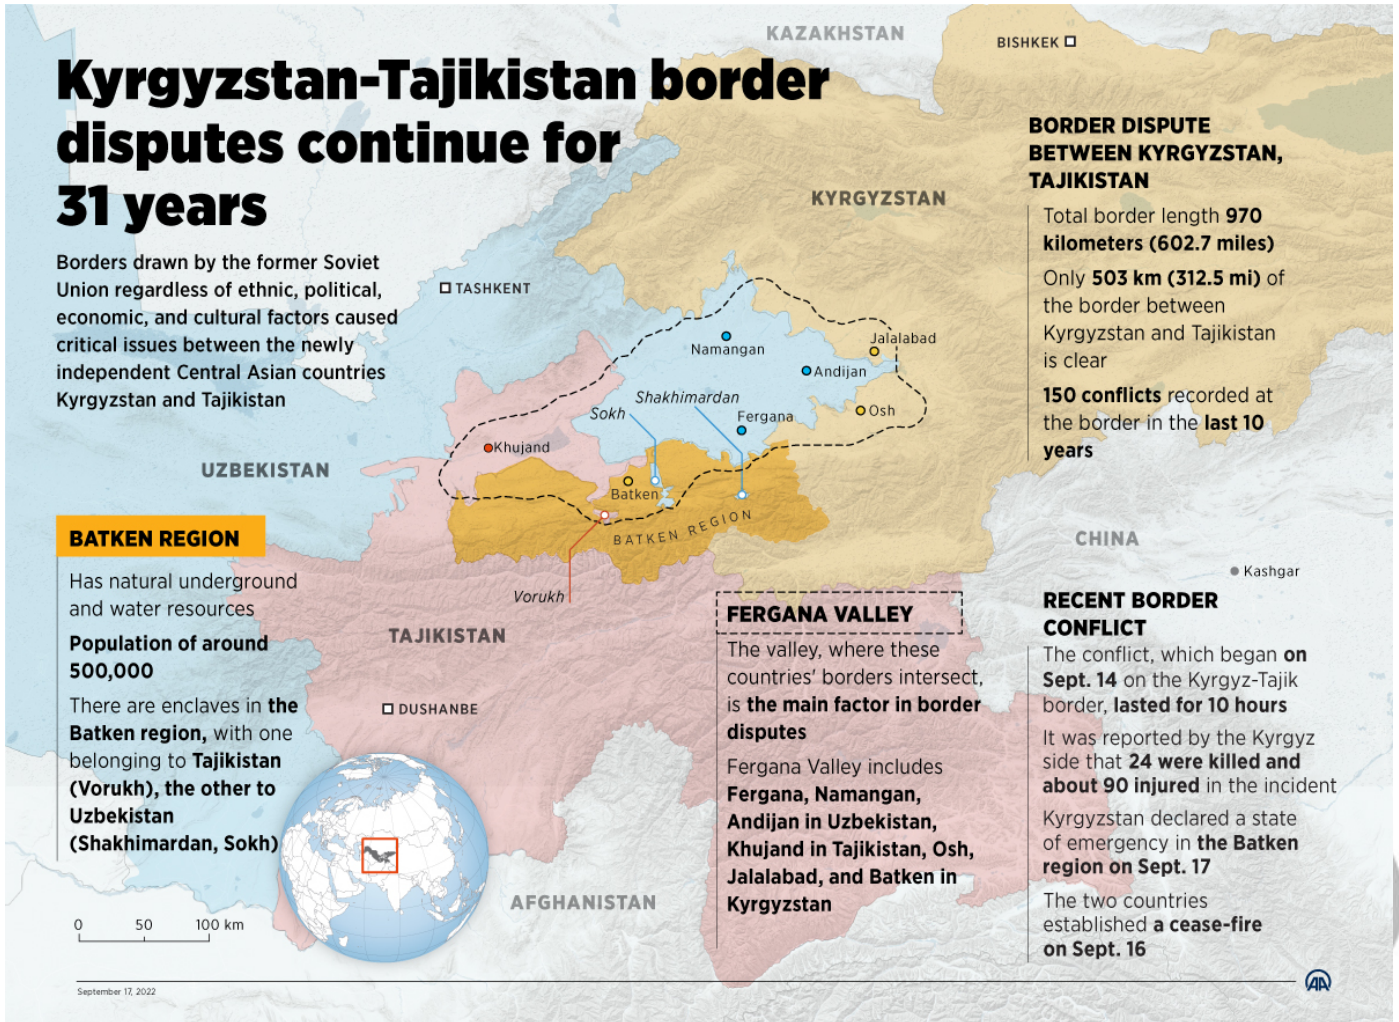 Kyrgyzstan-Tajikistan border
disputes continue for
31 years
Borders drawn by the former Soviet
Union regardless of ethnic, political,
economic, and cultural factors caused
critical issues between the newly
independent Central Asian countries
Kyrgyzstan and Tajikistan
KAZAKHSTAN
BISHKEK
KYRGYZSTAN
TASHKENT
Namangan
Jalalabad
Andijan
Shakhimardan
Sokh
Fergana
Osh
Khujand
UZBEKISTAN
Batken
BATKEN REGION
Vorukh
TAJIKISTAN
DUSHANBE
CHINA
Kashgar
AFGHANISTAN
BORDER DISPUTE
BETWEEN KYRGYZSTAN,
TAJIKISTAN
Total border length 970
kilometers (602.7 miles)
Only 503 km (312.5 mi) of
the border between
Kyrgyzstan and Tajikistan
is clear
150 conflicts recorded at
the border in the last 10
years
BATKEN REGION
Has natural underground
and water resources
Population of around
500,000
There are enclaves in the
Batken region, with one
belonging to Tajikistan
(Vorukh), the other to
Uzbekistan
(Shakhimardan, Sokh)
FERGANA VALLEY
The valley, where these
countries' borders intersect,
is the main factor in border
disputes
Fergana Valley includes
Fergana, Namangan,
Andijan in Uzbekistan,
Khujand in Tajikistan, Osh,
Jalalabad, and Batken in
Kyrgyzstan
RECENT BORDER
CONFLICT
The conflict, which began on
Sept. 14 on the Kyrgyz-Tajik
border, lasted for 10 hours
It was reported by the Kyrgyz
side that 24 were killed and
about 90 injured in the incident
Kyrgyzstan declared a state
of emergency in the Batken
region on Sept. 17
The two countries
established a cease-fire
on Sept. 16
0 50 100 km
September 17, 2022
AA